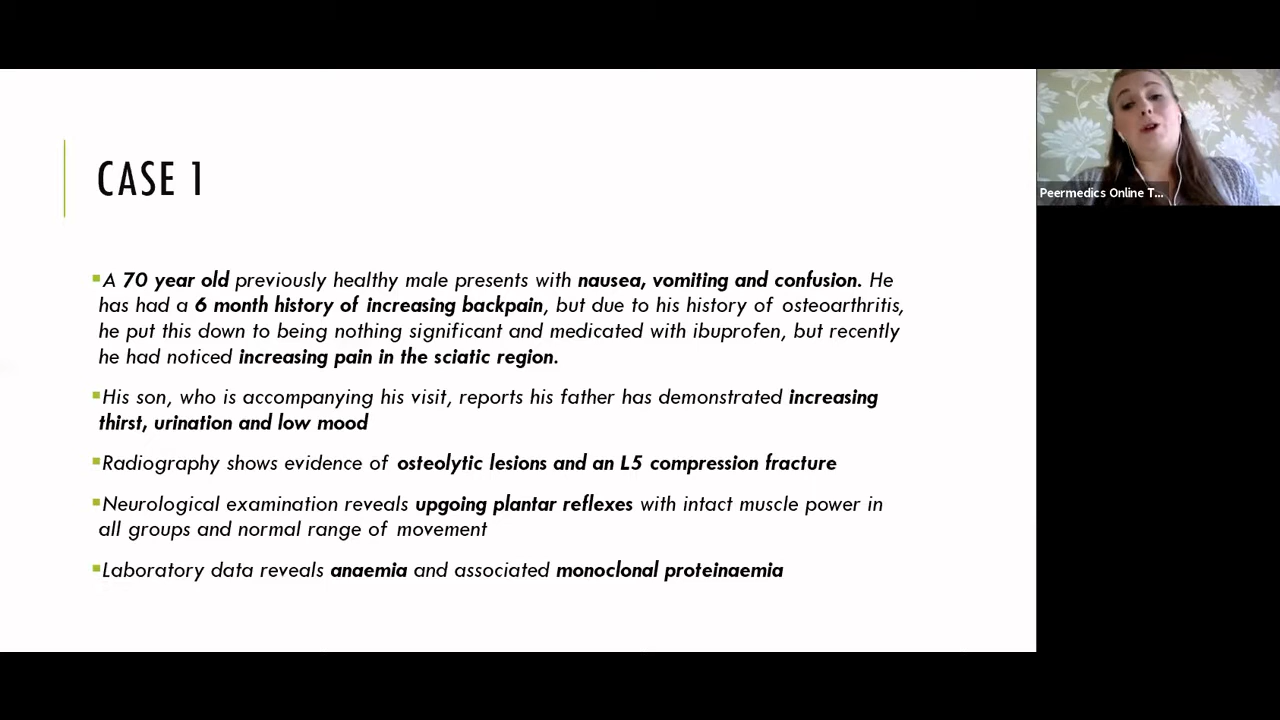 CASE 1
▪A 70 year old previously healthy male presents with nausea, vomiting and confusion. He
has had a 6 month history of increasing backpain, but due to his history of osteoarthritis,
he put this down to being nothing significant and medicated with ibuprofen, but recently
he had noticed increasing pain in the sciatic region.
▪His son, who is accompanying his visit, reports his father has demonstrated increasing
thirst, urination and low mood
▪Radiography shows evidence of osteolytic lesions and an L5 compression fracture
▪Neurological examination reveals upgoing plantar reflexes with intact muscle power in
all groups and normal range of movement
▪Laboratory data reveals anaemia and associated monoclonal proteinaemia
Peermedics Online T...